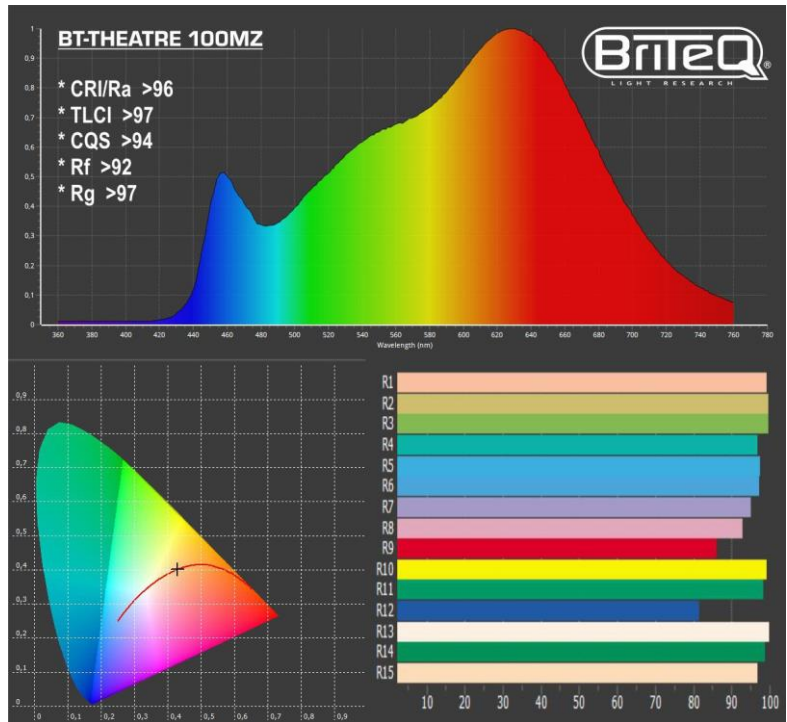 BT-THEATRE 100MZ
BRITEQ®
LIGHT RESEARCH
* CRI/Ra >96
* TLCI >97
* CQS >94
* Rf >92
* Rg >97
1
0,9
0,8
0,7
0,6
0,5
0,4
0,3
0,2
0,1
0
360 380 400 420 440 460 480 500 520 540 560 580 600 620 640 660 680 700 720 740 760 780
Wavelength (nm)
0,9
0,8
0,7
0,6
0,5
0,4
0,3
0,2
0,1
0
0 0,1 0,2 0,3 0,4 0,5 0,6 0,7 0,8 0,9
R1
R2
R3
R4
R5
R6
R7
R8
R9
R10
R11
R12
R13
R14
R15
10 20 30 40 50 60 70 80 90 100